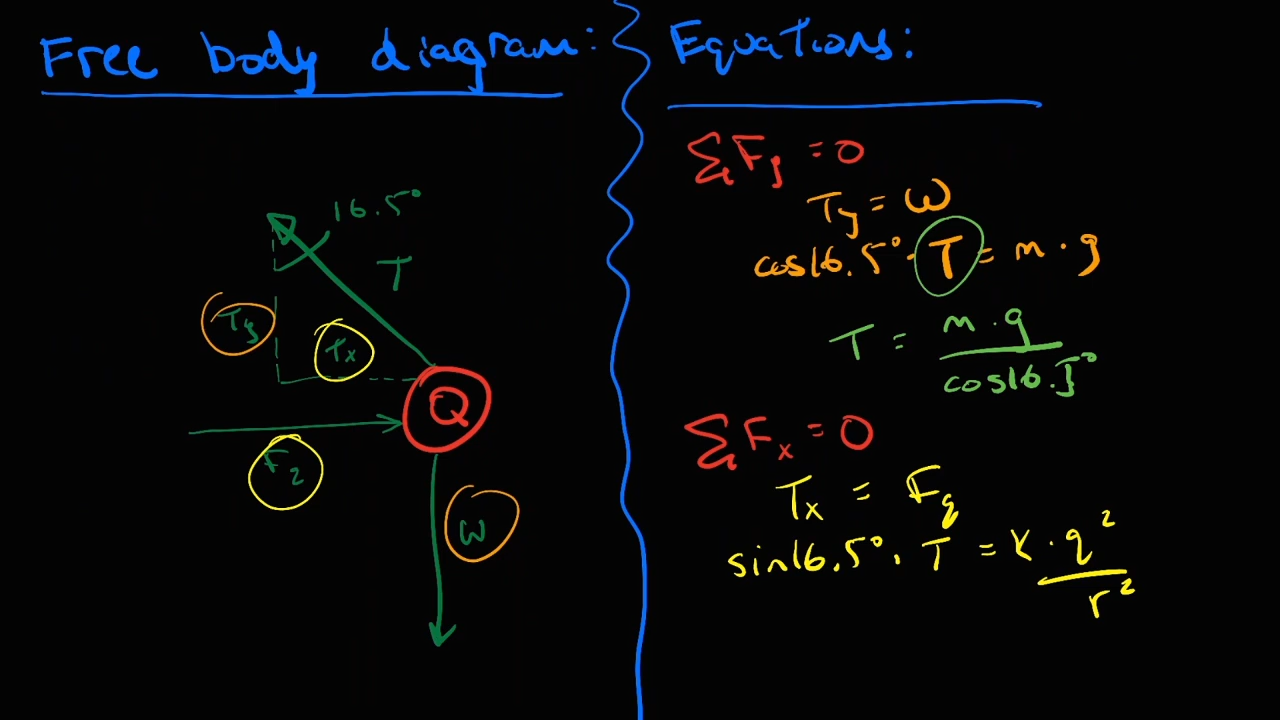 Free body diagram:
16.5°
T
Ty
Tx
Q
F2
W
Equations:
ΣFy = 0
Ty = W
cos16.5° · T = m · g
T = m · g / cos16.5°
ΣFx = 0
Tx = Fq
sin16.5° · T = K · q² / r²